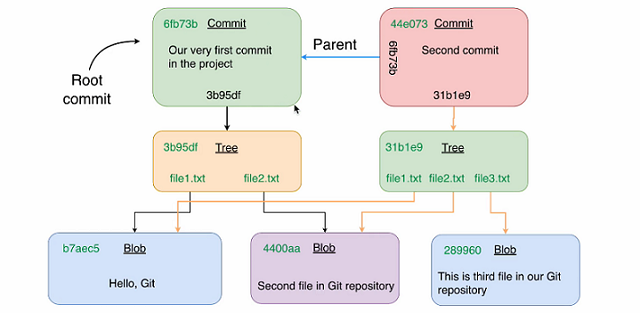 6fb73b Commit
Our very first commit
in the project
3b95df
Parent
44e073 Commit
6fb73b
Second commit
31b1e9
Root
commit
3b95df Tree
file1.txt file2.txt
31b1e9 Tree
file1.txt file2.txt file3.txt
b7aec5 Blob
Hello, Git
4400aa Blob
Second file in Git repository
289960 Blob
This is third file in our Git
repository